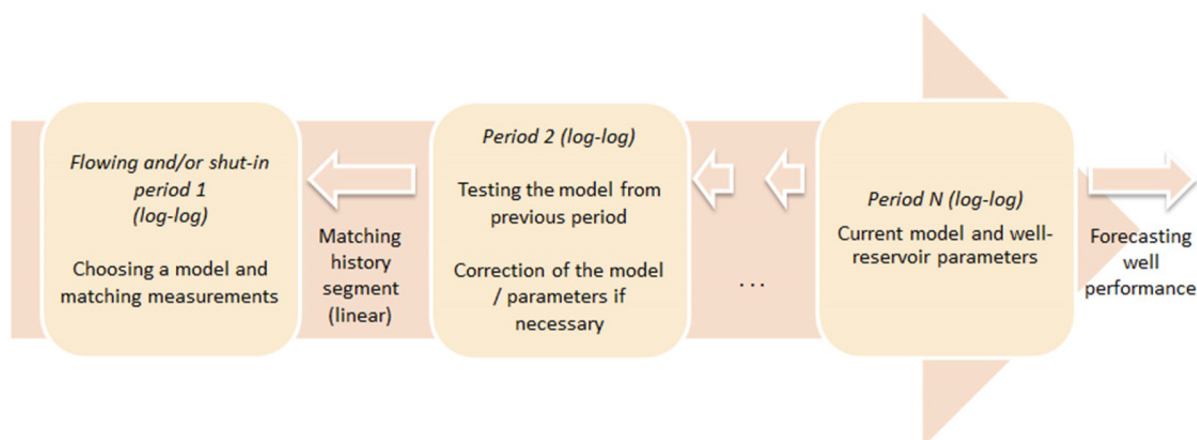 Flowing and/or shut-in
period 1
(log-log)
Choosing a model and
matching measurements
Matching
history
segment
(linear)
Period 2 (log-log)
Testing the model from
previous period
Correction of the model
/ parameters if
necessary
...
Period N (log-log)
Current model and well-
reservoir parameters
Forecasting
well
performance